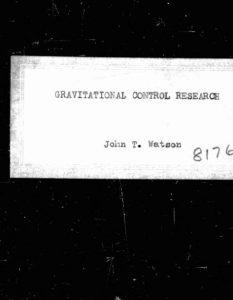 GRAVITATIONAL CONTROL RESEARCH
John T. Watson
8176